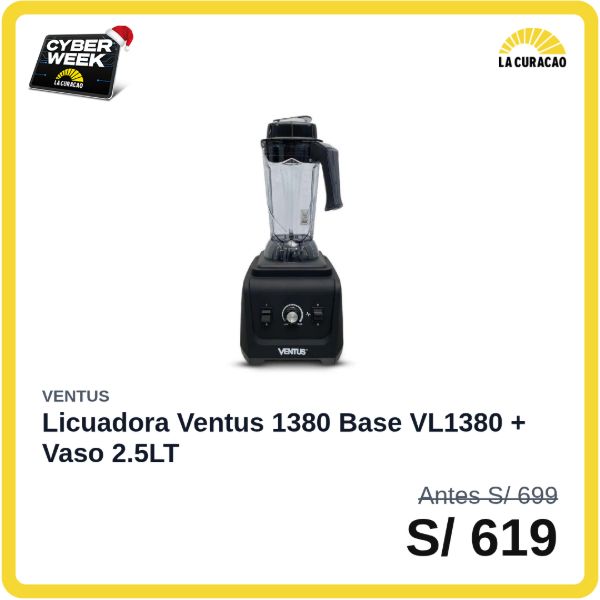 CYBER
WEEK
LA CURACAO
LA CURACAO
VENTUS
VENTUS
Licuadora Ventus 1380 Base VL1380 +
Vaso 2.5LT
Antes S/ 699
S/ 619